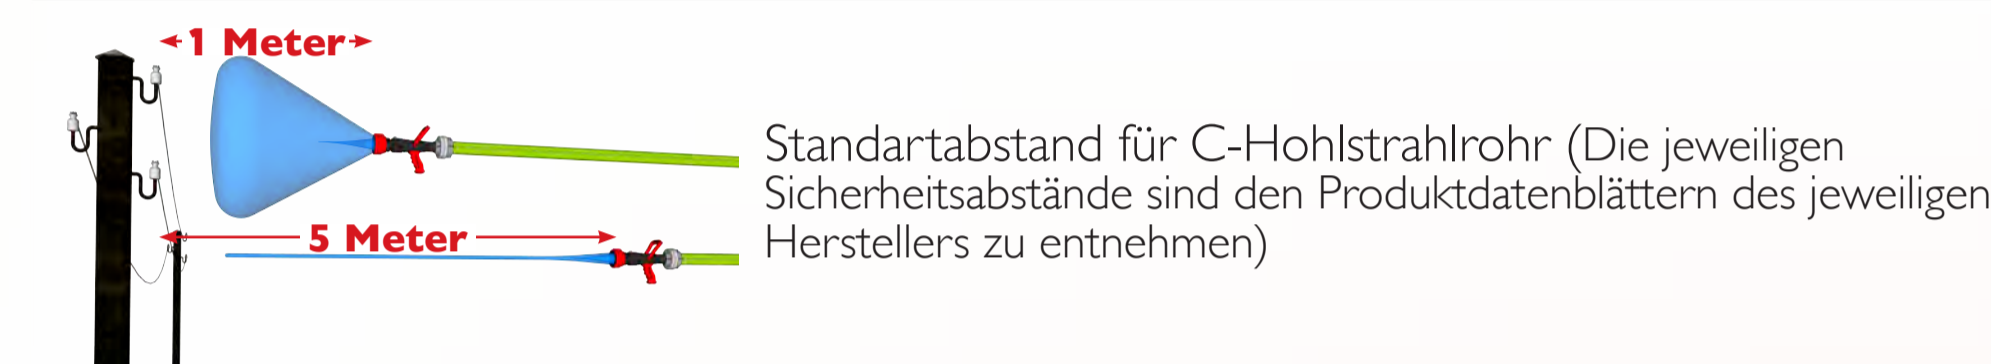 1 Meter
Standartabstand für C-Hohlstrahlrohr (Die jeweiligen
Sicherheitsabstände sind den Produktdatenblättern des jeweiligen
5 Meter
Herstellers zu entnehmen)